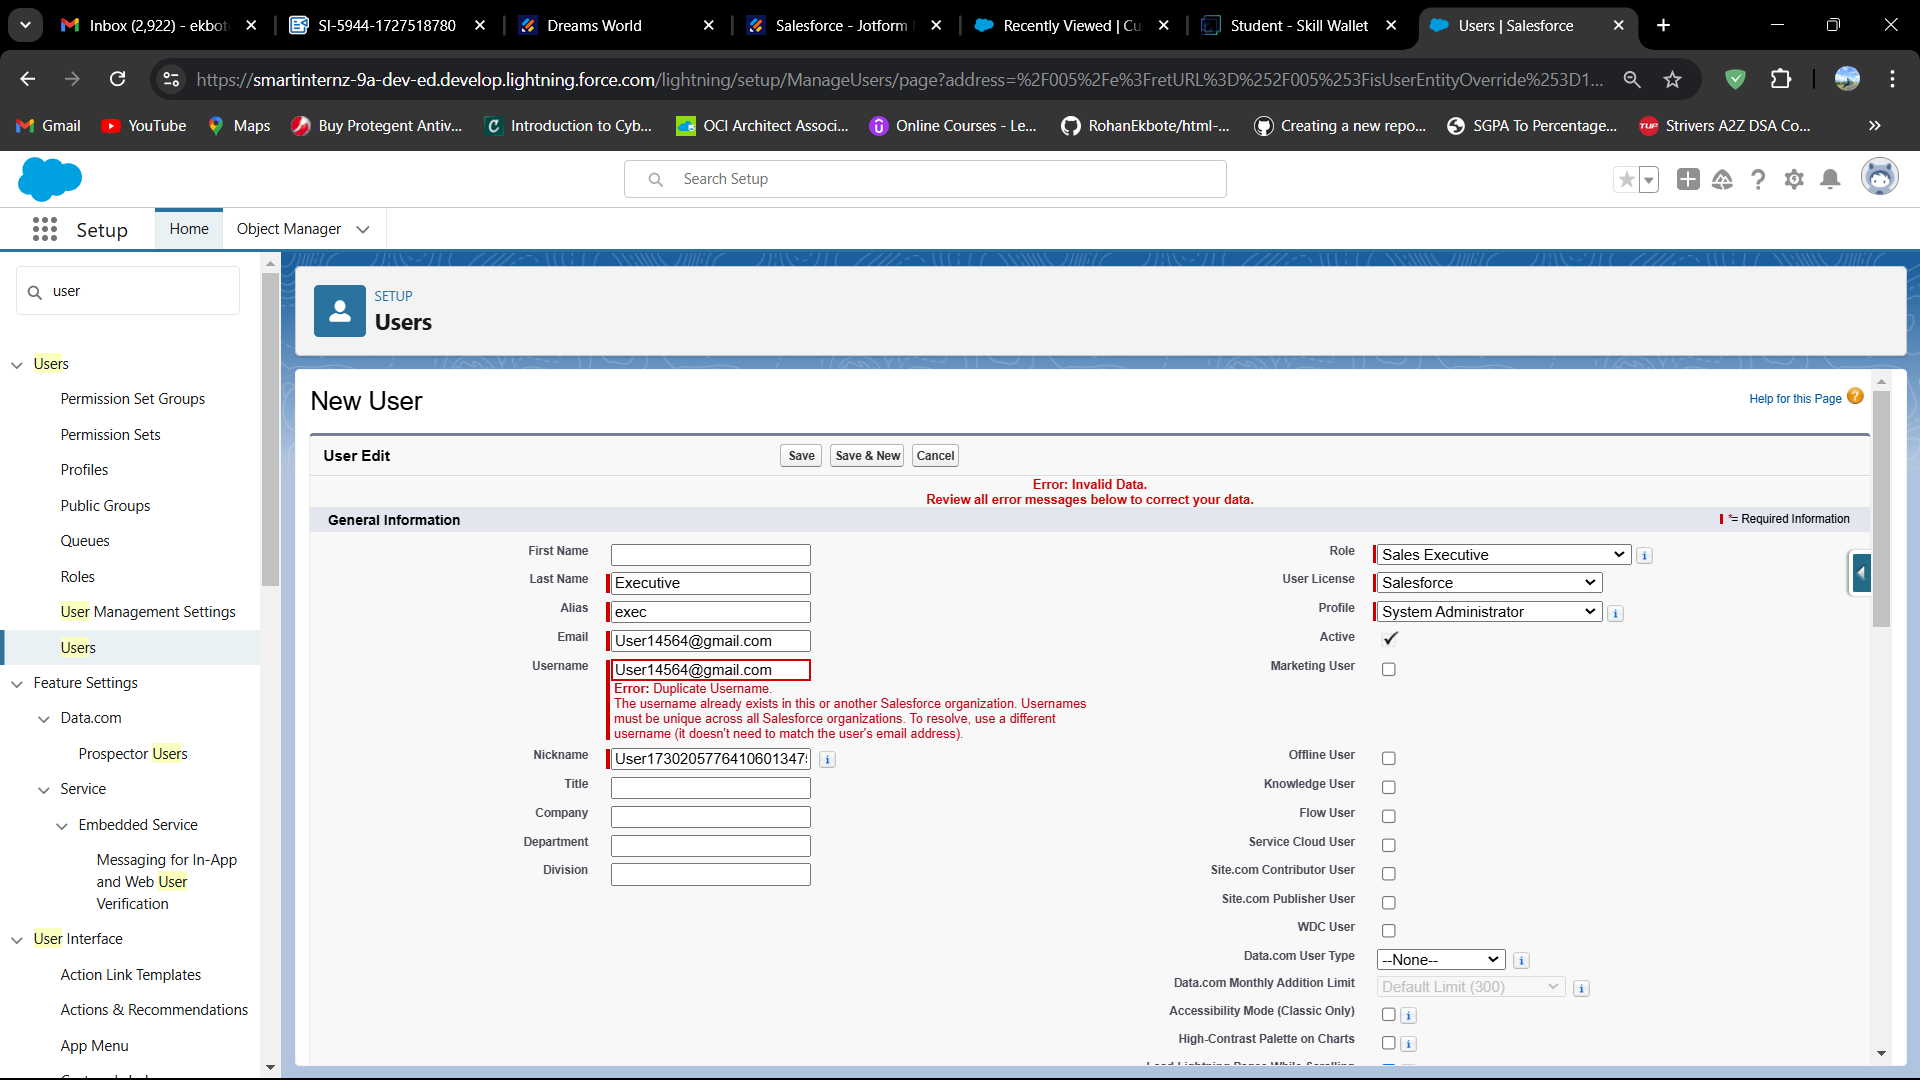 Inbox (2,922) - ekbot
SI-5944-1727518780
Dreams World
Salesforce - Jotform
Recently Viewed | Cu
Student - Skill Wallet
Users | Salesforce
https://smartinternz-9a-dev-ed.develop.lightning.force.com/lightning/setup/ManageUsers/page?address=%2F005%2Fe%3FretURL%3D%252F005%253FisUserEntityOverride%253D1...
Gmail
YouTube
Maps
Buy Protegent Antiv...
Introduction to Cyb...
OCI Architect Associ...
Online Courses - Le...
RohanEkbote/html-...
Creating a new repo...
SGPA To Percentage...
TUF
Strivers A2Z DSA Co...
»
Search Setup
Setup
Home
Object Manager
user
Users
Permission Set Groups
Permission Sets
Profiles
Public Groups
Queues
Roles
User Management Settings
Users
Feature Settings
Data.com
Prospector Users
Service
Embedded Service
Messaging for In-App
and Web User
Verification
User Interface
Action Link Templates
Actions & Recommendations
App Menu
SETUP
Users
New User
Help for this Page ?
User Edit
Save
Save & New
Cancel
Error: Invalid Data.
Review all error messages below to correct your data.
General Information
*= Required Information
First Name
Last Name Executive
Alias exec
Email User14564@gmail.com
Username User14564@gmail.com
Error: Duplicate Username.
The username already exists in this or another Salesforce organization. Usernames
must be unique across all Salesforce organizations. To resolve, use a different
username (it doesn't need to match the user's email address).
Nickname User1730205776410601347 i
Title
Company
Department
Division
Role Sales Executive i
User License Salesforce
Profile System Administrator i
Active
Marketing User
Offline User
Knowledge User
Flow User
Service Cloud User
Site.com Contributor User
Site.com Publisher User
WDC User
Data.com User Type --None-- i
Data.com Monthly Addition Limit Default Limit (300) i
Accessibility Mode (Classic Only) i
High-Contrast Palette on Charts i
Load Lightning Pages While Scrolling